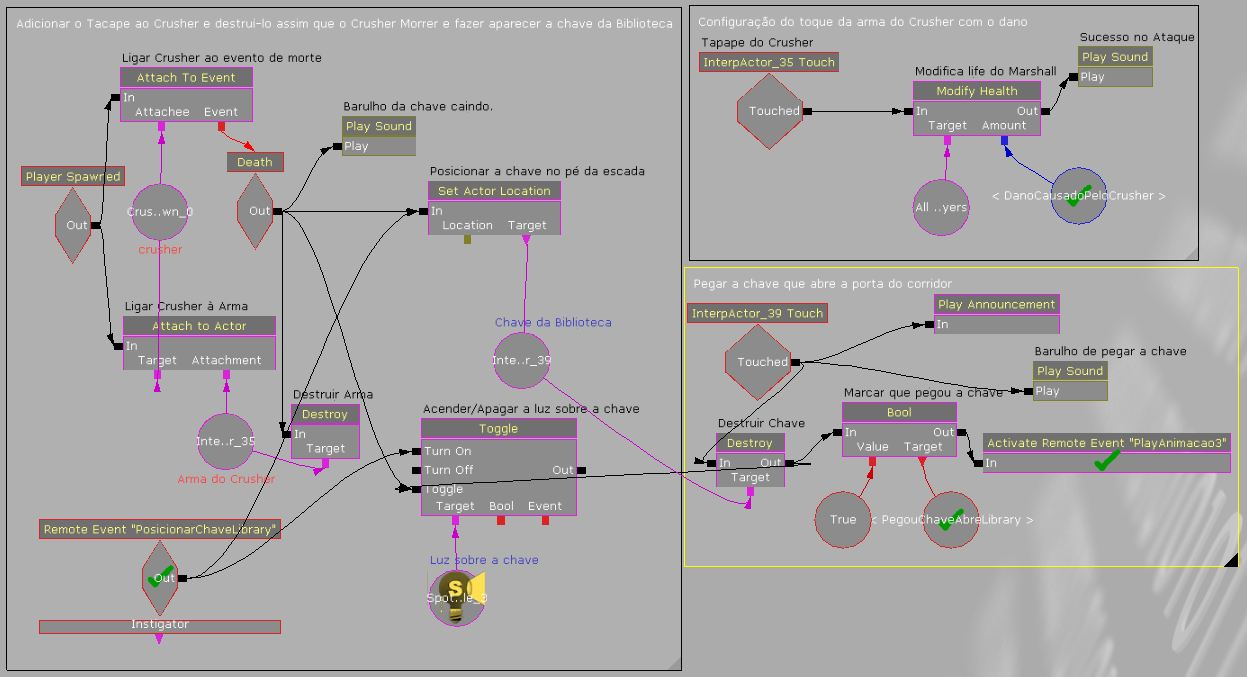 Adicionar o Tacape ao Crusher e destruí-lo assim que o Crusher Morrer e fazer aparecer a chave da Biblioteca
Ligar Crusher ao evento de morte
Attach To Event
In
Attachee Event
Player Spawned
Out
Crus..wn_0
crusher
Death
Out
Barulho da chave caindo.
Play Sound
Play
Posicionar a chave no pé da escada
Set Actor Location
In
Location Target
Chave da Biblioteca
Inte..r_39
Ligar Crusher à Arma
Attach to Actor
In
Target Attachment
Inte..r_35
Arma do Crusher
Destruir Arma
Destroy
In
Target
Acender/Apagar a luz sobre a chave
Toggle
Turn On
Turn Off
Out
Toggle
Target Bool Event
Luz sobre a chave
Spot..le_3
Remote Event "PosicionarChaveLibrary"
Out
Instigator
Configuração do toque da arma do Crusher com o dano
Tapape do Crusher
InterpActor_35 Touch
Touched
Modifica life do Marshall
Modify Health
In Out
Target Amount
Sucesso no Ataque
Play Sound
Play
All ..yers
< DanoCausadoPeloCrusher >
Pegar a chave que abre a porta do corridor
InterpActor_39 Touch
Touched
Play Announcement
In
Barulho de pegar a chave
Play Sound
Play
Destruir Chave
Destroy
In Out
Target
Marcar que pegou a chave
Bool
In Out
Value Target
True
< PegouChaveAbreLibrary >
Activate Remote Event "PlayAnimacao3"
In